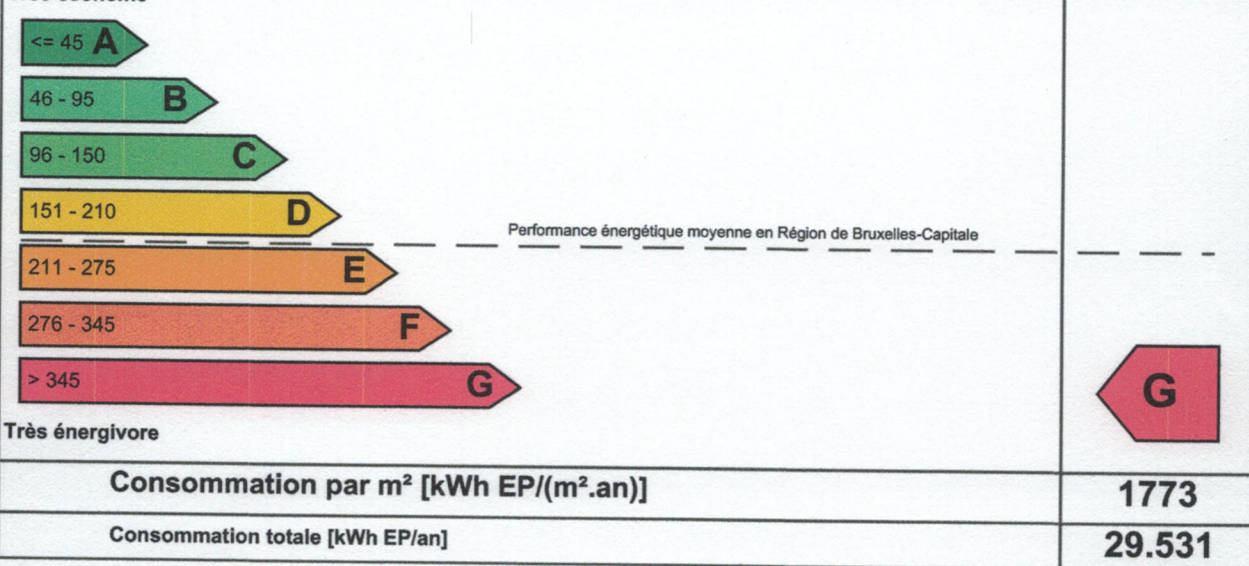 <= 45 A
46 - 95 B
96 - 150 C
151 - 210 D
Performance énergétique moyenne en Région de Bruxelles-Capitale
211 - 275 E
276 - 345 F
> 345 G
G
Très énergivore
Consommation par m² [kWh EP/(m².an)] 1773
Consommation totale [kWh EP/an] 29.531